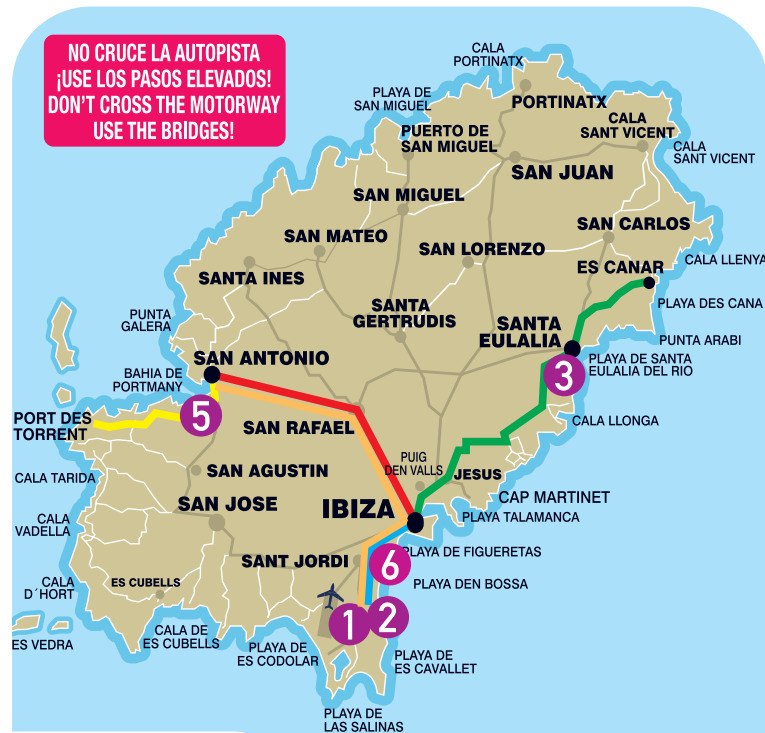 NO CRUCE LA AUTOPISTA
¡USE LOS PASOS ELEVADOS!
DON'T CROSS THE MOTORWAY
USE THE BRIDGES!
CALA
PORTINATX
PLAYA DE
SAN MIGUEL
PORTINATX
PUERTO DE
SAN MIGUEL
CALA
SANT VICENT
CALA
SANT VICENT
SAN JUAN
SAN MIGUEL
SAN CARLOS
SAN MATEO
SAN LORENZO
SANTA INES
ES CANAR
CALA LLENYA
PLAYA DES CANA
PUNTA
GALERA
SANTA
GERTRUDIS
SANTA
EULALIA
PUNTA ARABI
SAN ANTONIO
PLAYA DE SANTA
EULALIA DEL RIO
3
BAHIA DE
PORTMANY
5
PORT DES
TORRENT
SAN RAFAEL
CALA LLONGA
PUIG
DEN VALLS
SAN AGUSTIN
JESUS
CALA TARIDA
CAP MARTINET
SAN JOSE
IBIZA
PLAYA TALAMANCA
CALA
VADELLA
PLAYA DE FIGUERETAS
SANT JORDI
6
CALA
D´HORT
ES CUBELLS
PLAYA DEN BOSSA
1
2
ES VEDRA
CALA DE
ES CUBELLS
PLAYA DE
ES CODOLAR
PLAYA DE
ES CAVALLET
PLAYA DE
LAS SALINAS